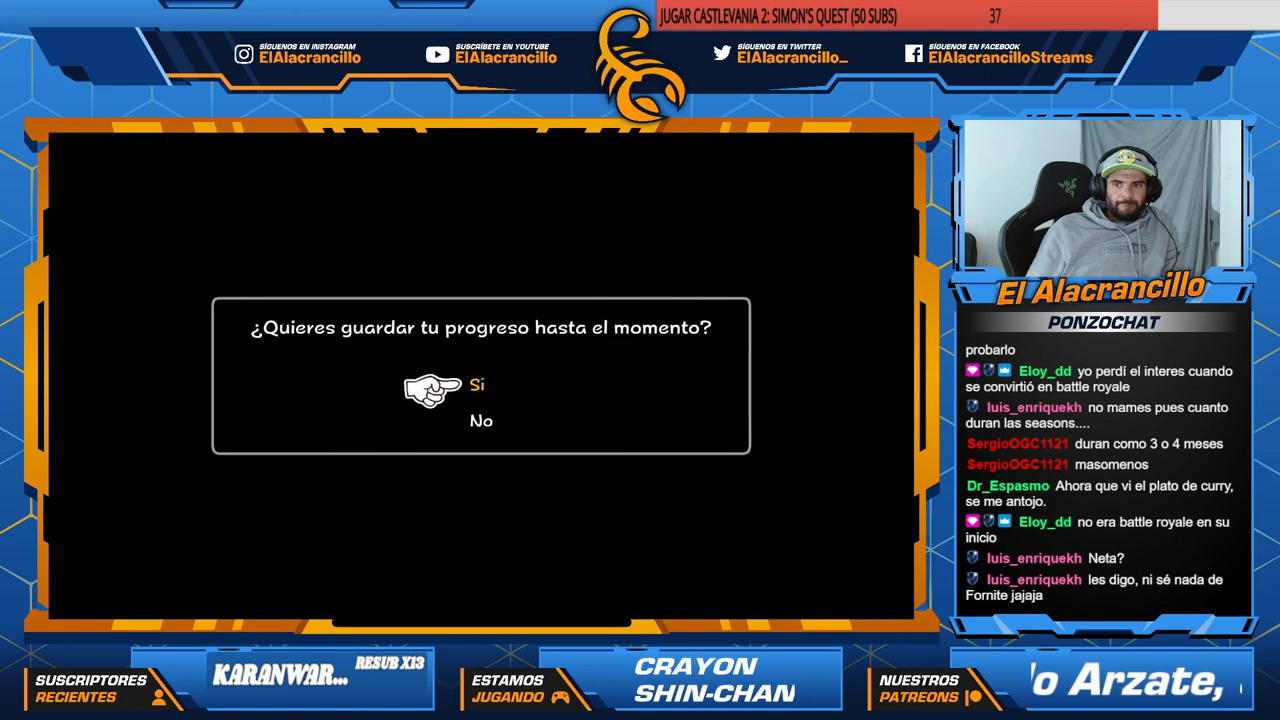 JUGAR CASTLEVANIA 2: SIMON'S QUEST (50 SUBS) 37
SÍGUENOS EN INSTAGRAM
ElAlacrancillo
SUSCRÍBETE EN YOUTUBE
ElAlacrancillo
SÍGUENOS EN TWITTER
ElAlacrancillo_
SÍGUENOS EN FACEBOOK
ElAlacrancilloStreams
¿Quieres guardar tu progreso hasta el momento?
Sí
No
El Alacrancillo
PONZOCHAT
probarlo
Eloy_dd yo perdí el interes cuando
se convirtió en battle royale
luis_enriquekh no mames pues cuanto
duran las seasons....
SergioOGC1121 duran como 3 o 4 meses
SergioOGC1121 masomenos
Dr_Espasmo Ahora que vi el plato de curry,
se me antojo.
Eloy_dd no era battle royale en su
inicio
luis_enriquekh Neta?
luis_enriquekh les digo, ni sé nada de
Fornite jajaja
SUSCRIPTORES
RECIENTES
KARANWAR... RESUB X13
ESTAMOS
JUGANDO
CRAYON
SHIN-CHAN
NUESTROS
PATREONS
Arzate,